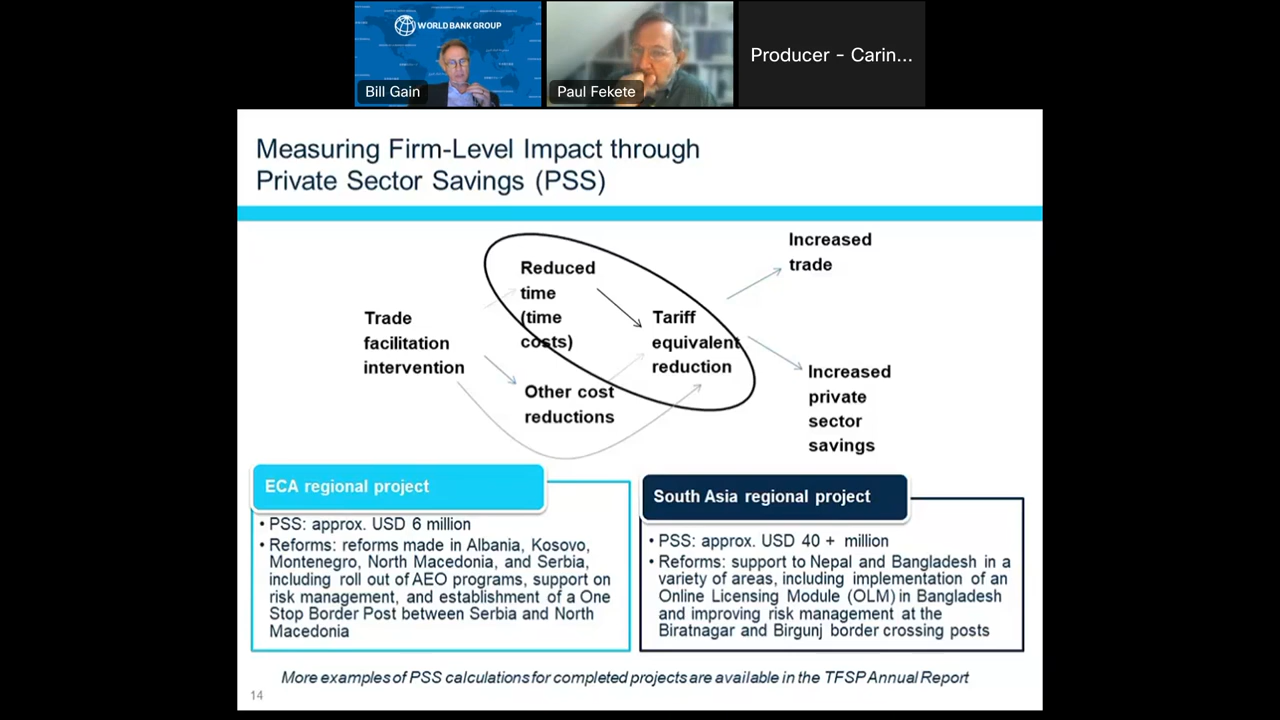 WORLD BANK GROUP
Bill Gain
Paul Fekete
Producer - Carin...
Measuring Firm-Level Impact through
Private Sector Savings (PSS)
Increased
trade
Reduced
time
(time
costs)
Trade
facilitation
intervention
Tariff
equivalent
reduction
Other cost
reductions
Increased
private
sector
savings
ECA regional project
• PSS: approx. USD 6 million
• Reforms: reforms made in Albania, Kosovo,
Montenegro, North Macedonia, and Serbia,
including roll out of AEO programs, support on
risk management, and establishment of a One
Stop Border Post between Serbia and North
Macedonia
South Asia regional project
• PSS: approx. USD 40 + million
• Reforms: support to Nepal and Bangladesh in a
variety of areas, including implementation of an
Online Licensing Module (OLM) in Bangladesh
and improving risk management at the
Biratnagar and Birgunj border crossing posts
More examples of PSS calculations for completed projects are available in the TFSP Annual Report
14